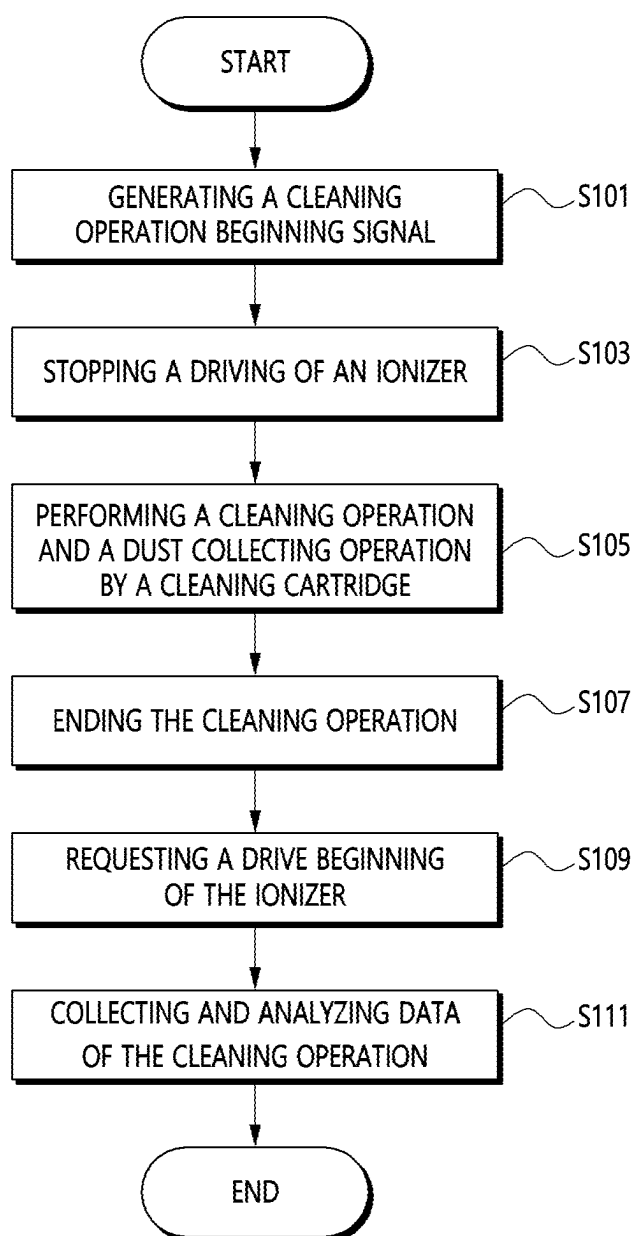 START
GENERATING A CLEANING
OPERATION BEGINNING SIGNAL
S101
STOPPING A DRIVING OF AN IONIZER
S103
PERFORMING A CLEANING OPERATION
AND A DUST COLLECTING OPERATION
BY A CLEANING CARTRIDGE
S105
ENDING THE CLEANING OPERATION
S107
REQUESTING A DRIVE BEGINNING
OF THE IONIZER
S109
COLLECTING AND ANALYZING DATA
OF THE CLEANING OPERATION
S111
END